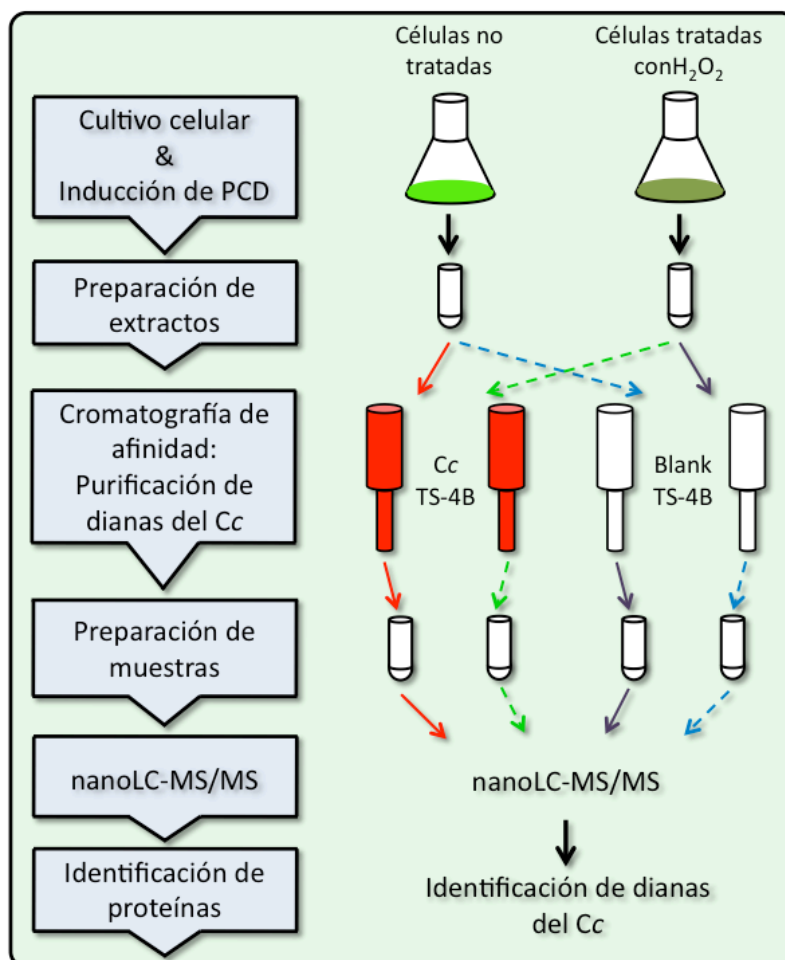 Células no
tratadas
Células tratadas
conH₂O₂
Cultivo celular
&
Inducción de PCD
Preparación de
extractos
Cromatografía de
afinidad:
Purificación de
dianas del Cc
Cc
TS-4B
Blank
TS-4B
Preparación de
muestras
nanoLC-MS/MS
nanoLC-MS/MS
Identificación de
proteínas
Identificación de dianas
del Cc